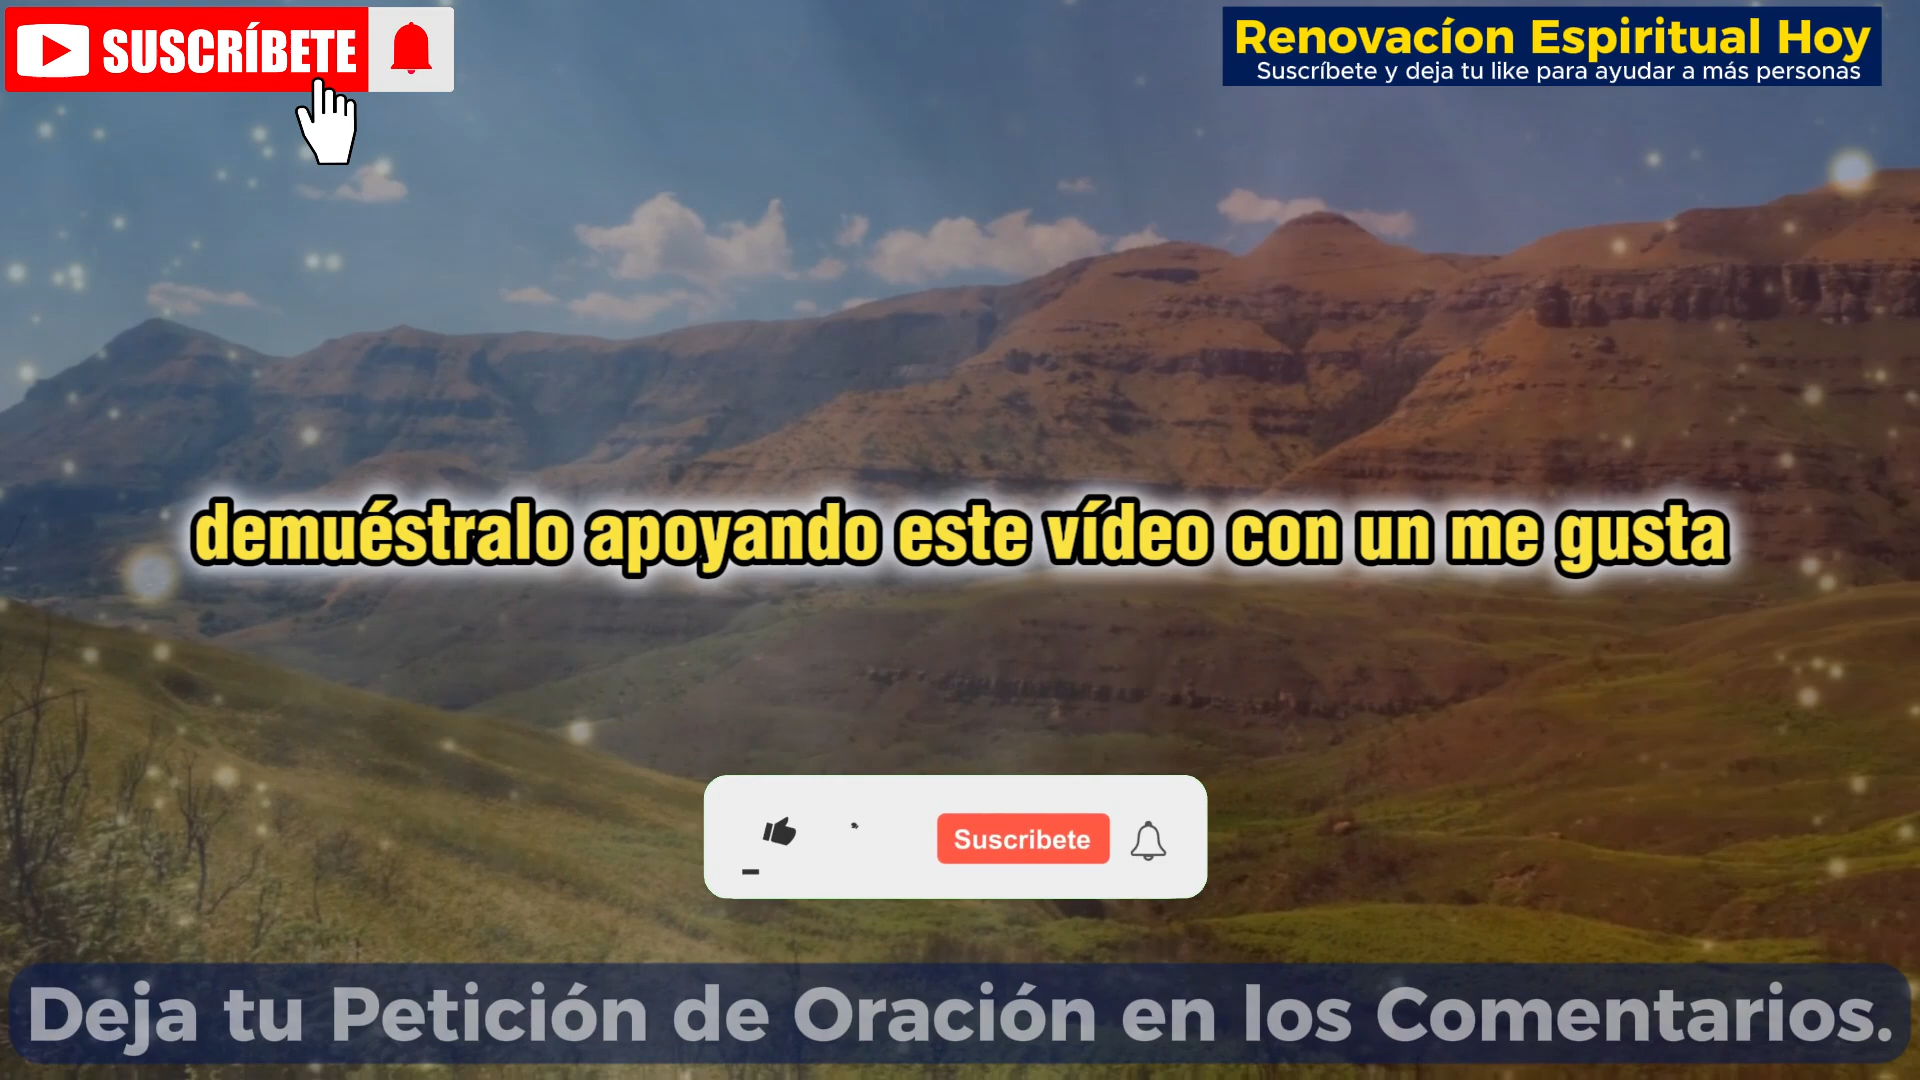 SUSCRÍBETE
Renovacíon Espiritual Hoy
Suscríbete y deja tu like para ayudar a más personas
demuéstralo apoyando este vídeo con un me gusta
Suscribete
Deja tu Petición de Oración en los Comentarios.